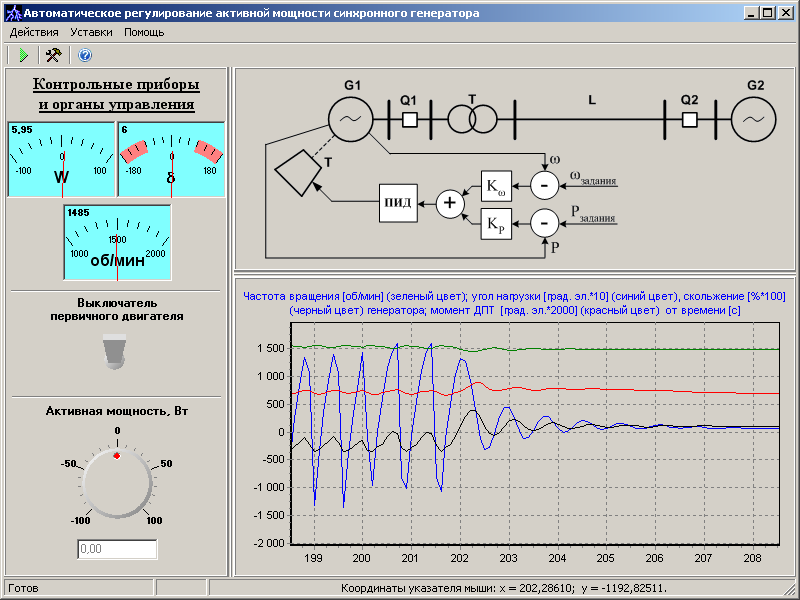 Автоматическое регулирование активной мощности синхронного генератора
Действия Уставки Помощь
Контрольные приборы
и органы управления
5,95
0
-100 100
W
6
0
-180 180
δ
1485
1500
1000 2000
об/мин
Выключатель
первичного двигателя
Активная мощность, Вт
0
-50 50
-100 100
0,00
G1 Q1 T L Q2 G2
T
ω
ПИД + Kω - ωзадания
KP - Pзадания
P
Частота вращения [об/мин] (зеленый цвет); угол нагрузки [град. эл.*10] (синий цвет), скольжение [%*100]
(черный цвет) генератора; момент ДПТ [град. эл.*2000] (красный цвет) от времени [с]
1 500
1 000
500
0
-500
-1 000
-1 500
-2 000
199 200 201 202 203 204 205 206 207 208
Готов
Координаты указателя мыши: x = 202,28610; y = -1192,82511.